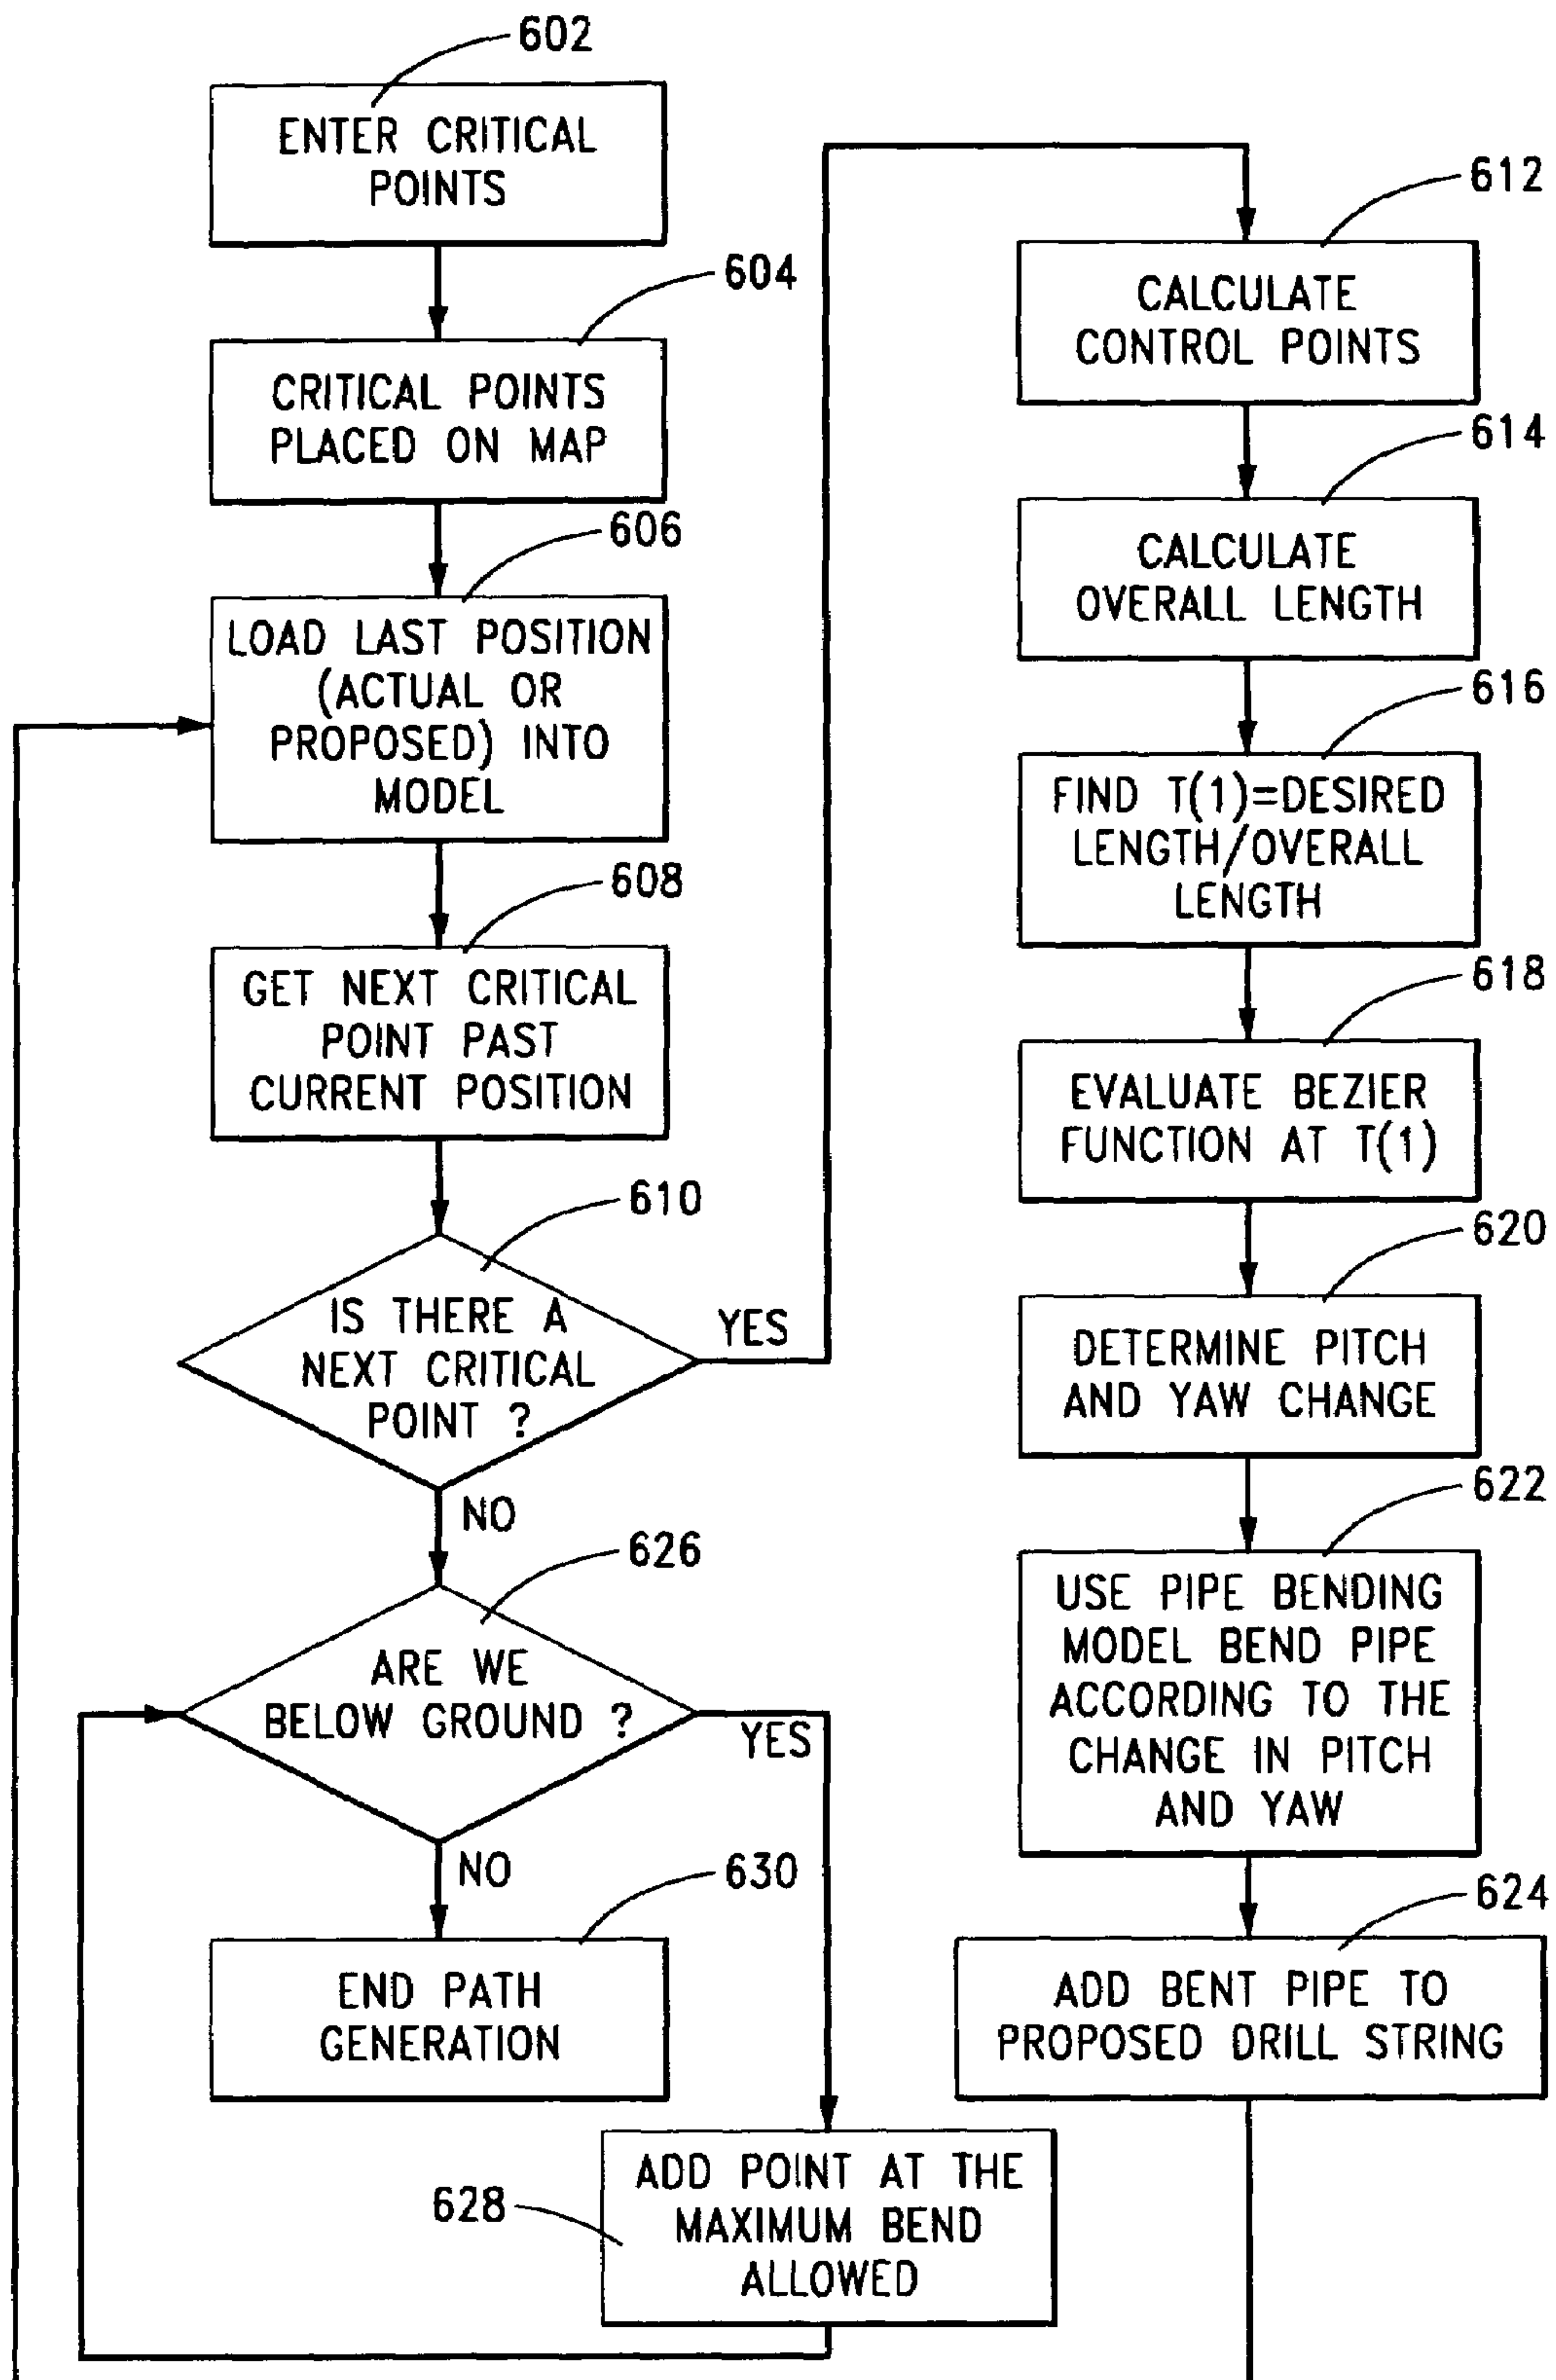 602
ENTER CRITICAL
POINTS
604
CRITICAL POINTS
PLACED ON MAP
606
LOAD LAST POSITION
(ACTUAL OR
PROPOSED) INTO
MODEL
608
GET NEXT CRITICAL
POINT PAST
CURRENT POSITION
610
IS THERE A
NEXT CRITICAL
POINT ?
YES
NO
612
CALCULATE
CONTROL POINTS
614
CALCULATE
OVERALL LENGTH
616
FIND T(1)=DESIRED
LENGTH/OVERALL
LENGTH
618
EVALUATE BEZIER
FUNCTION AT T(1)
620
DETERMINE PITCH
AND YAW CHANGE
622
USE PIPE BENDING
MODEL BEND PIPE
ACCORDING TO THE
CHANGE IN PITCH
AND YAW
624
ADD BENT PIPE TO
PROPOSED DRILL STRING
626
ARE WE
BELOW GROUND ?
YES
NO
630
END PATH
GENERATION
628
ADD POINT AT THE
MAXIMUM BEND
ALLOWED